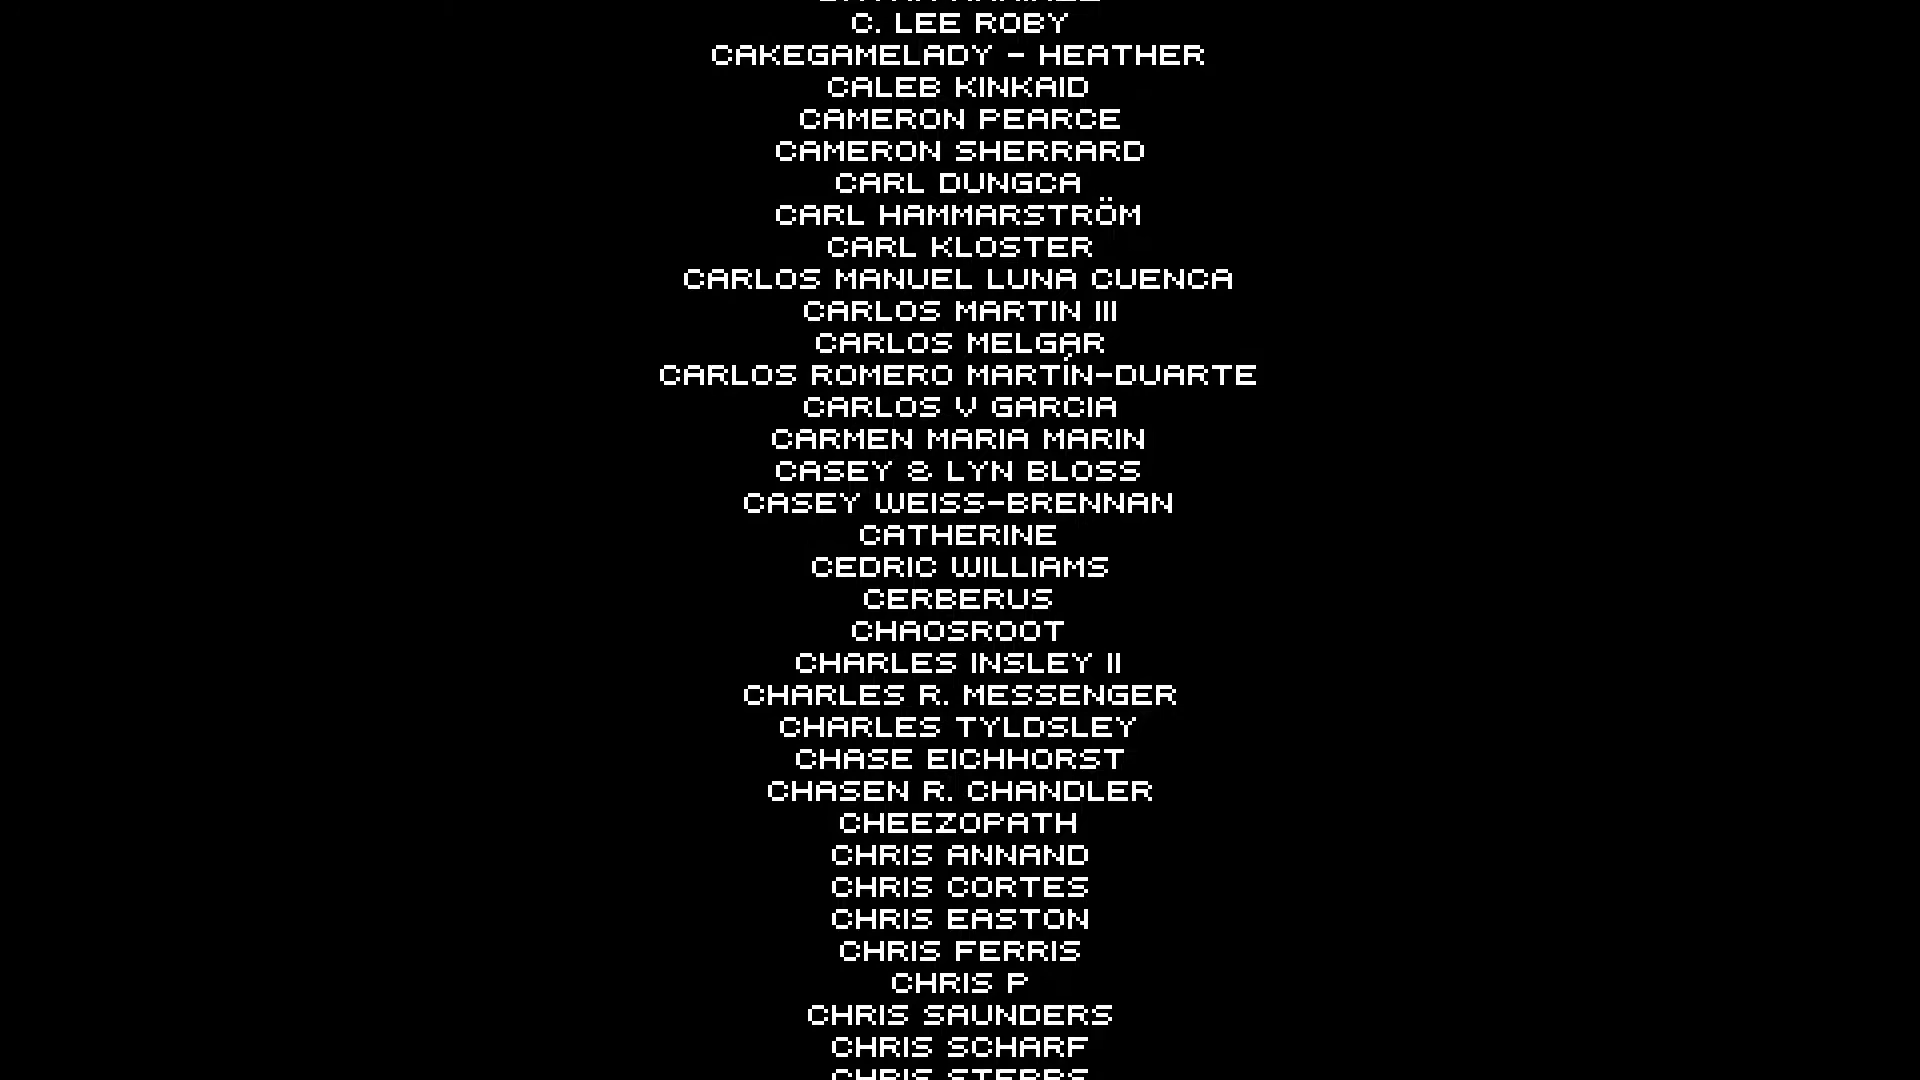 C. LEE ROBY
CAKEGAMELADY - HEATHER
CALEB KINKAID
CAMERON PEARCE
CAMERON SHERRARD
CARL DUNGCA
CARL HAMMARSTRÖM
CARL KLOSTER
CARLOS MANUEL LUNA CUENCA
CARLOS MARTIN III
CARLOS MELGAR
CARLOS ROMERO MARTÍN-DUARTE
CARLOS V GARCIA
CARMEN MARIA MARIN
CASEY & LYN BLOSS
CASEY WEISS-BRENNAN
CATHERINE
CEDRIC WILLIAMS
CERBERUS
CHAOSROOT
CHARLES INSLEY II
CHARLES R. MESSENGER
CHARLES TYLDSLEY
CHASE EICHHORST
CHASEN R. CHANDLER
CHEEZOPATH
CHRIS ANNAND
CHRIS CORTES
CHRIS EASTON
CHRIS FERRIS
CHRIS P
CHRIS SAUNDERS
CHRIS SCHARF
CHRIS